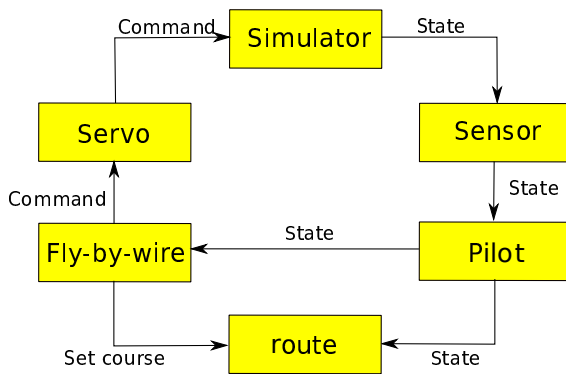 Command
Simulator
State
Servo
Sensor
Command
State
Fly-by-wire
State
Pilot
Set course
route
State